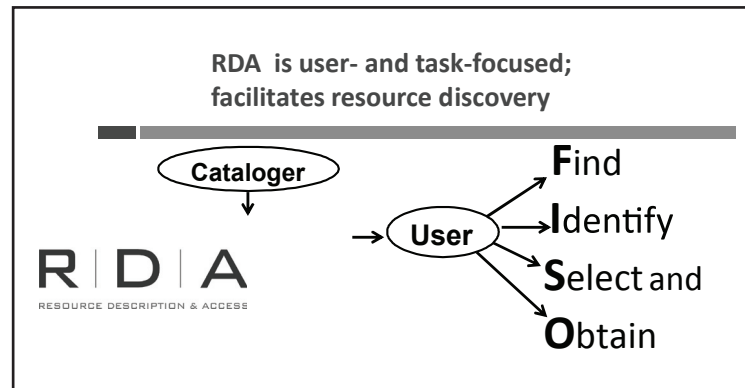 RDA is user- and task-focused;
facilitates resource discovery
Cataloger
R | D | A
RESOURCE DESCRIPTION & ACCESS
User
Find
Identify
Select and
Obtain